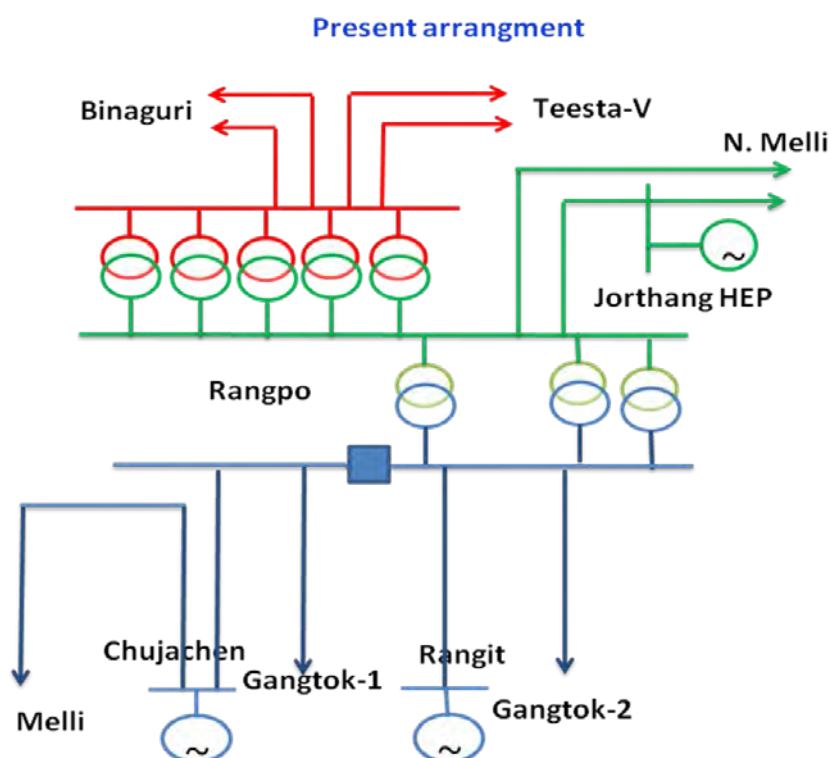 Present arrangment
Binaguri
Teesta-V
N. Melli
~
Jorthang HEP
Rangpo
Chujachen
Rangit
Gangtok-1
Gangtok-2
Melli
~
~